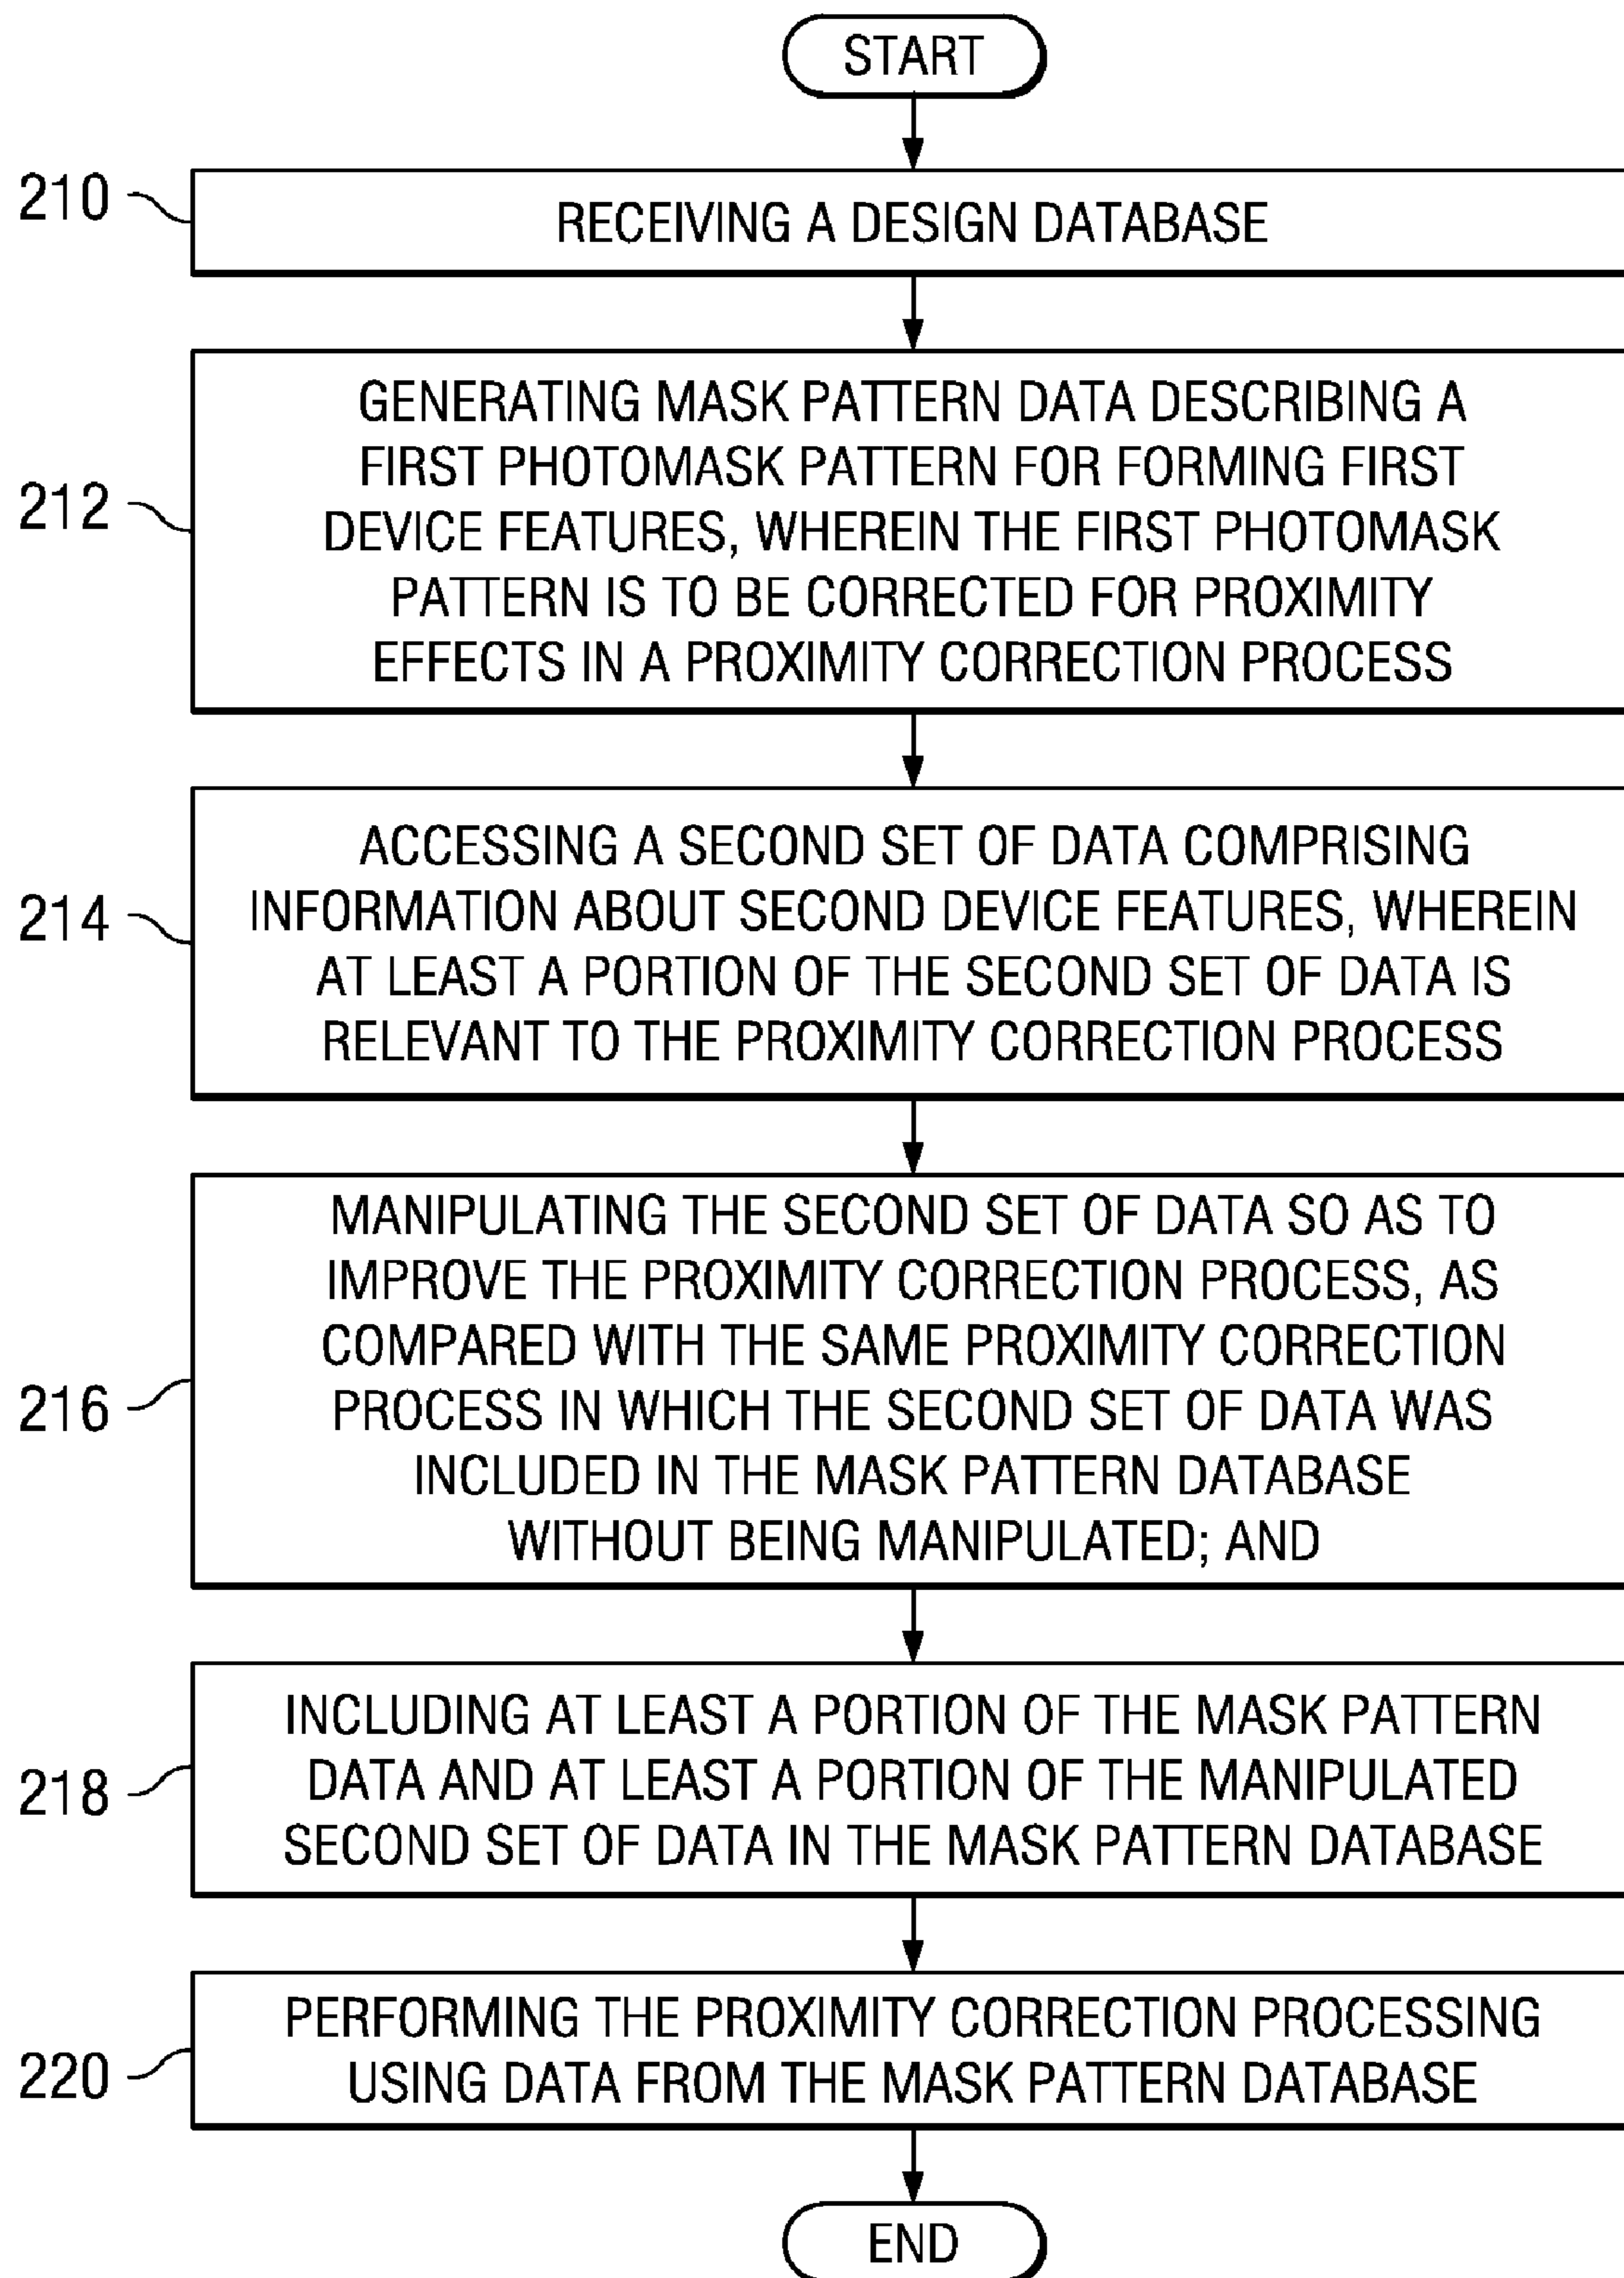 START
210
RECEIVING A DESIGN DATABASE
212
GENERATING MASK PATTERN DATA DESCRIBING A
FIRST PHOTOMASK PATTERN FOR FORMING FIRST
DEVICE FEATURES, WHEREIN THE FIRST PHOTOMASK
PATTERN IS TO BE CORRECTED FOR PROXIMITY
EFFECTS IN A PROXIMITY CORRECTION PROCESS
214
ACCESSING A SECOND SET OF DATA COMPRISING
INFORMATION ABOUT SECOND DEVICE FEATURES, WHEREIN
AT LEAST A PORTION OF THE SECOND SET OF DATA IS
RELEVANT TO THE PROXIMITY CORRECTION PROCESS
216
MANIPULATING THE SECOND SET OF DATA SO AS TO
IMPROVE THE PROXIMITY CORRECTION PROCESS, AS
COMPARED WITH THE SAME PROXIMITY CORRECTION
PROCESS IN WHICH THE SECOND SET OF DATA WAS
INCLUDED IN THE MASK PATTERN DATABASE
WITHOUT BEING MANIPULATED; AND
218
INCLUDING AT LEAST A PORTION OF THE MASK PATTERN
DATA AND AT LEAST A PORTION OF THE MANIPULATED
SECOND SET OF DATA IN THE MASK PATTERN DATABASE
220
PERFORMING THE PROXIMITY CORRECTION PROCESSING
USING DATA FROM THE MASK PATTERN DATABASE
END